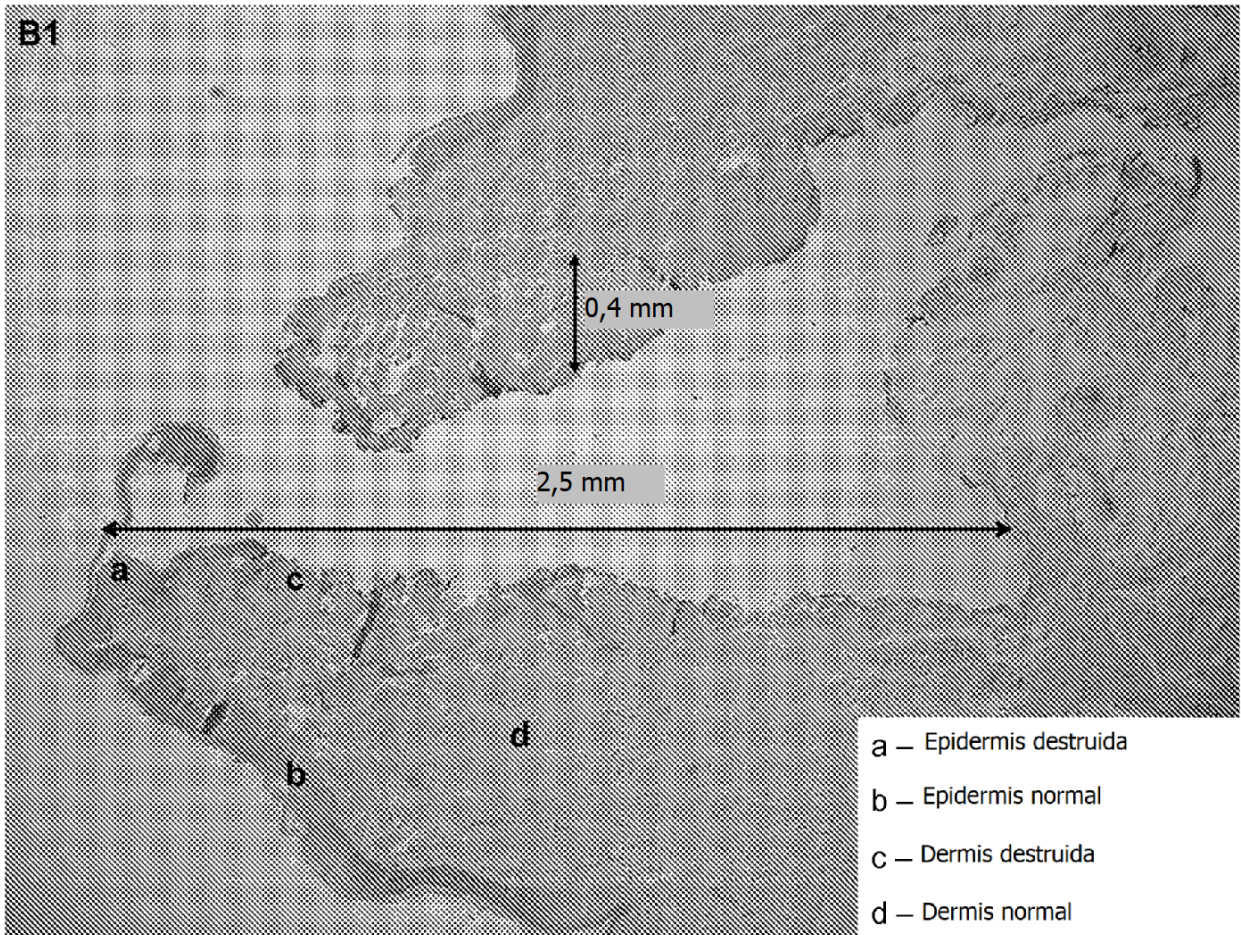 B1
0,4 mm
2,5 mm
a
c
d
b
a – Epidermis destruida
b – Epidermis normal
c – Dermis destruida
d – Dermis normal